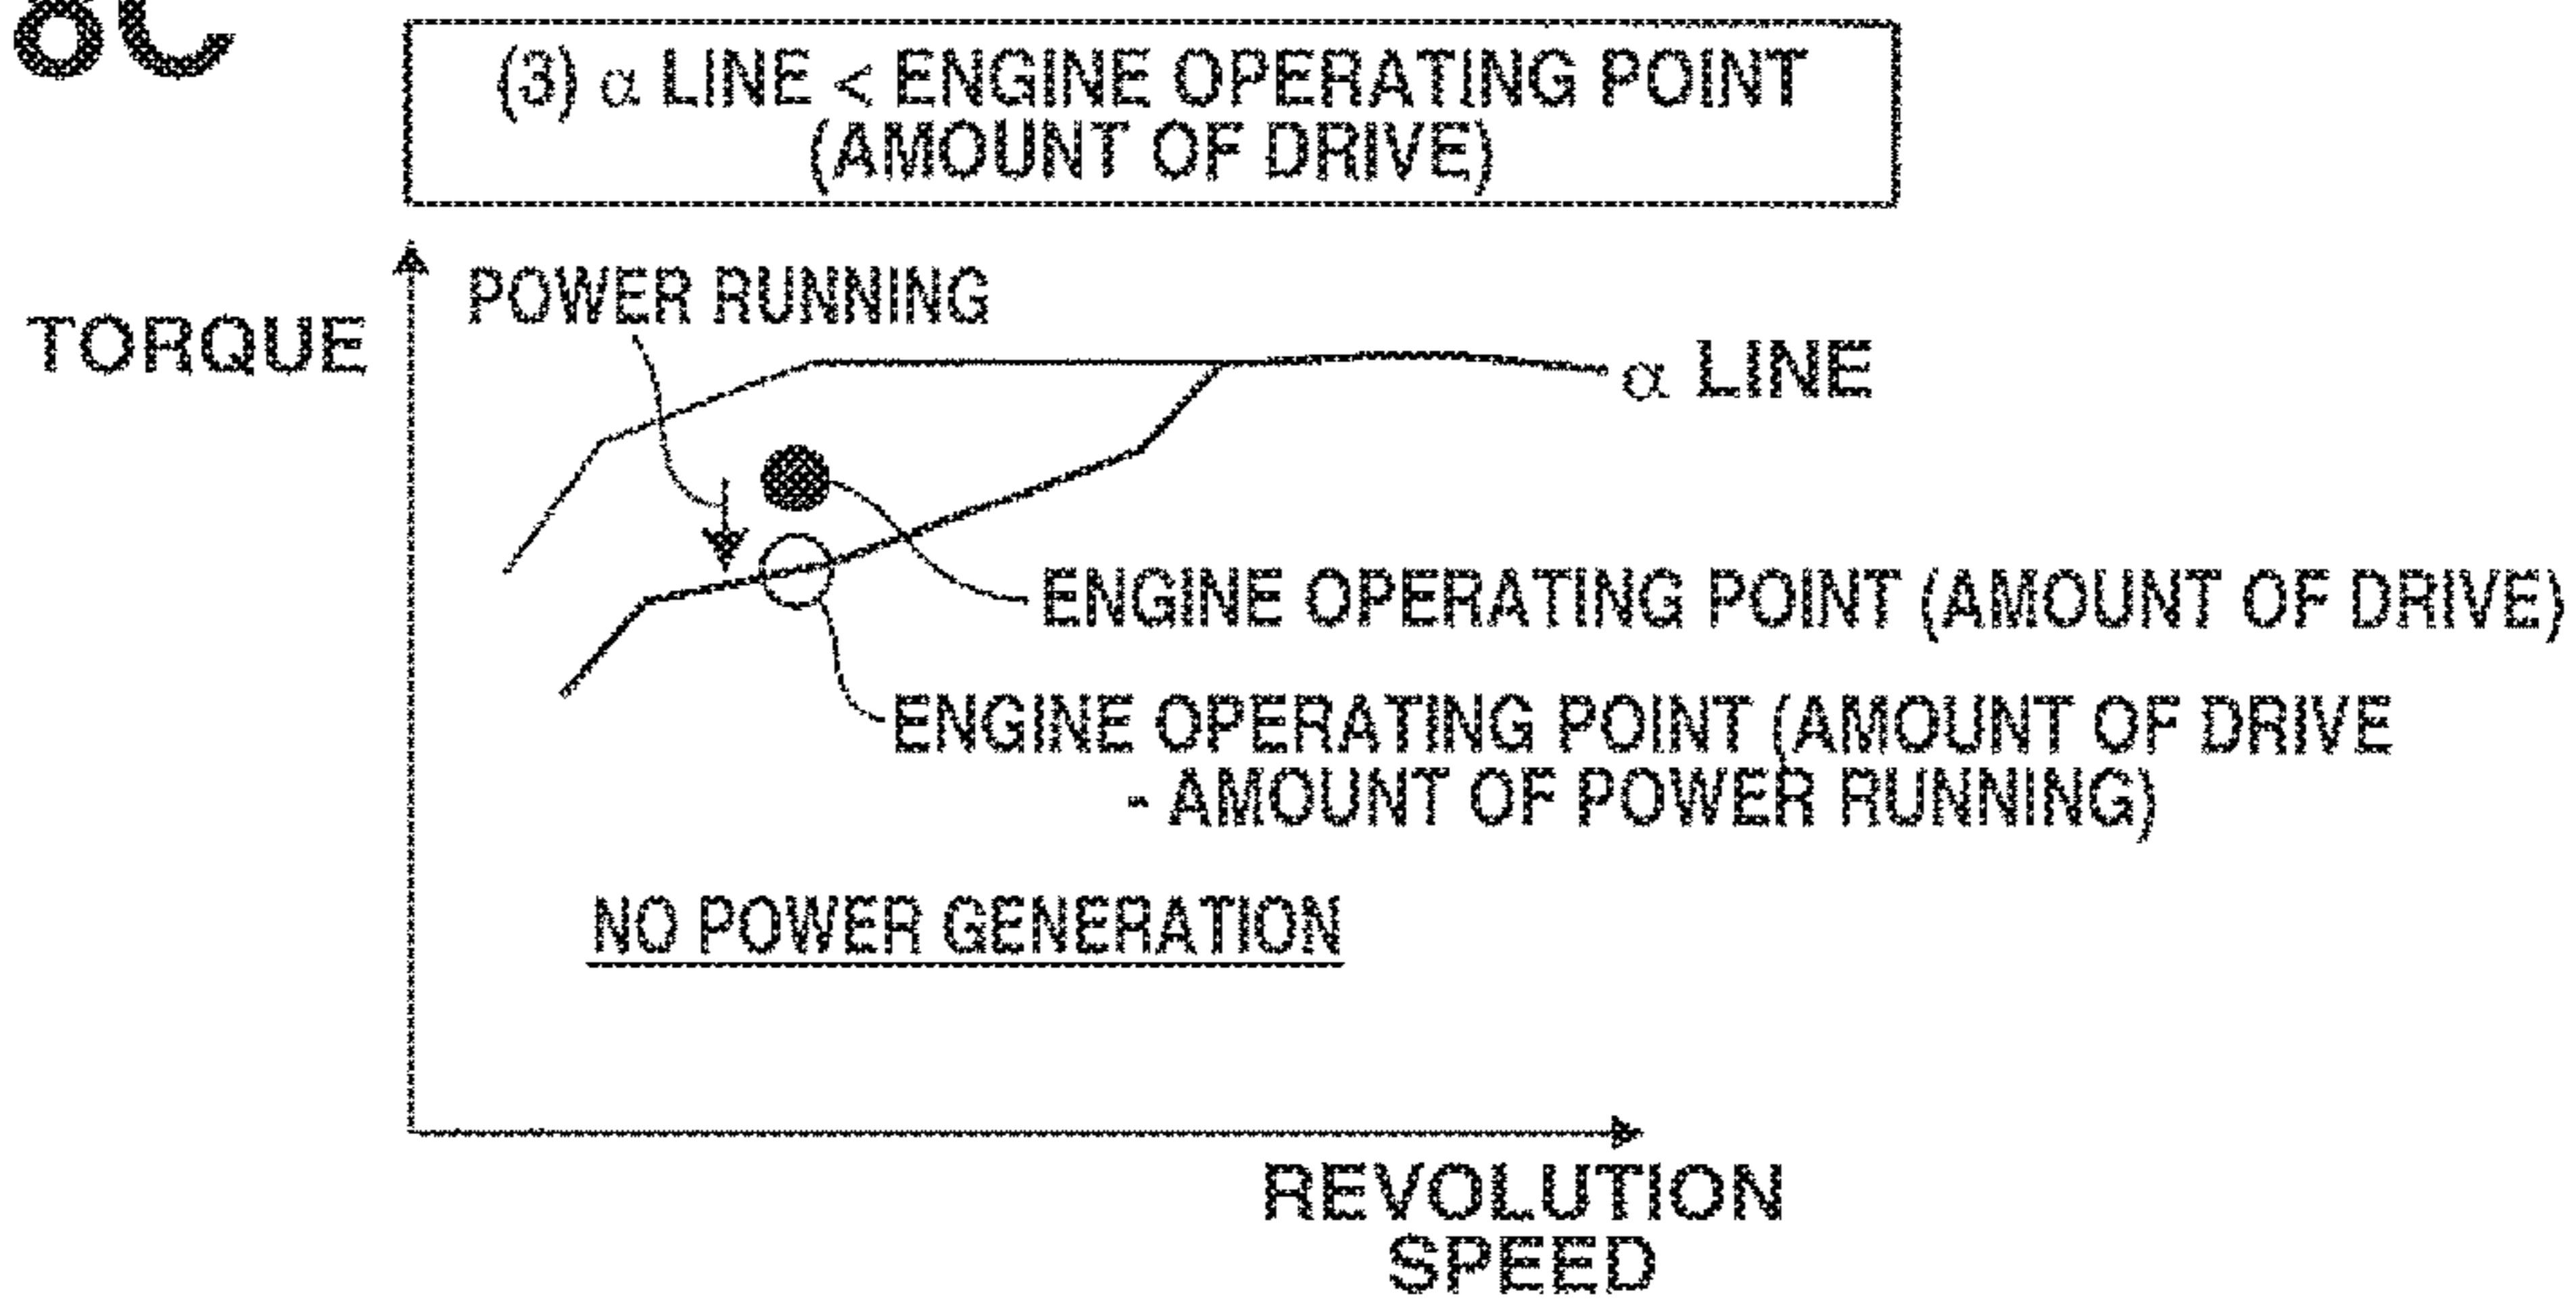 8C
(3) α LINE < ENGINE OPERATING POINT
(AMOUNT OF DRIVE)
TORQUE
POWER RUNNING
α LINE
ENGINE OPERATING POINT (AMOUNT OF DRIVE)
ENGINE OPERATING POINT (AMOUNT OF DRIVE
- AMOUNT OF POWER RUNNING)
NO POWER GENERATION
REVOLUTION
SPEED